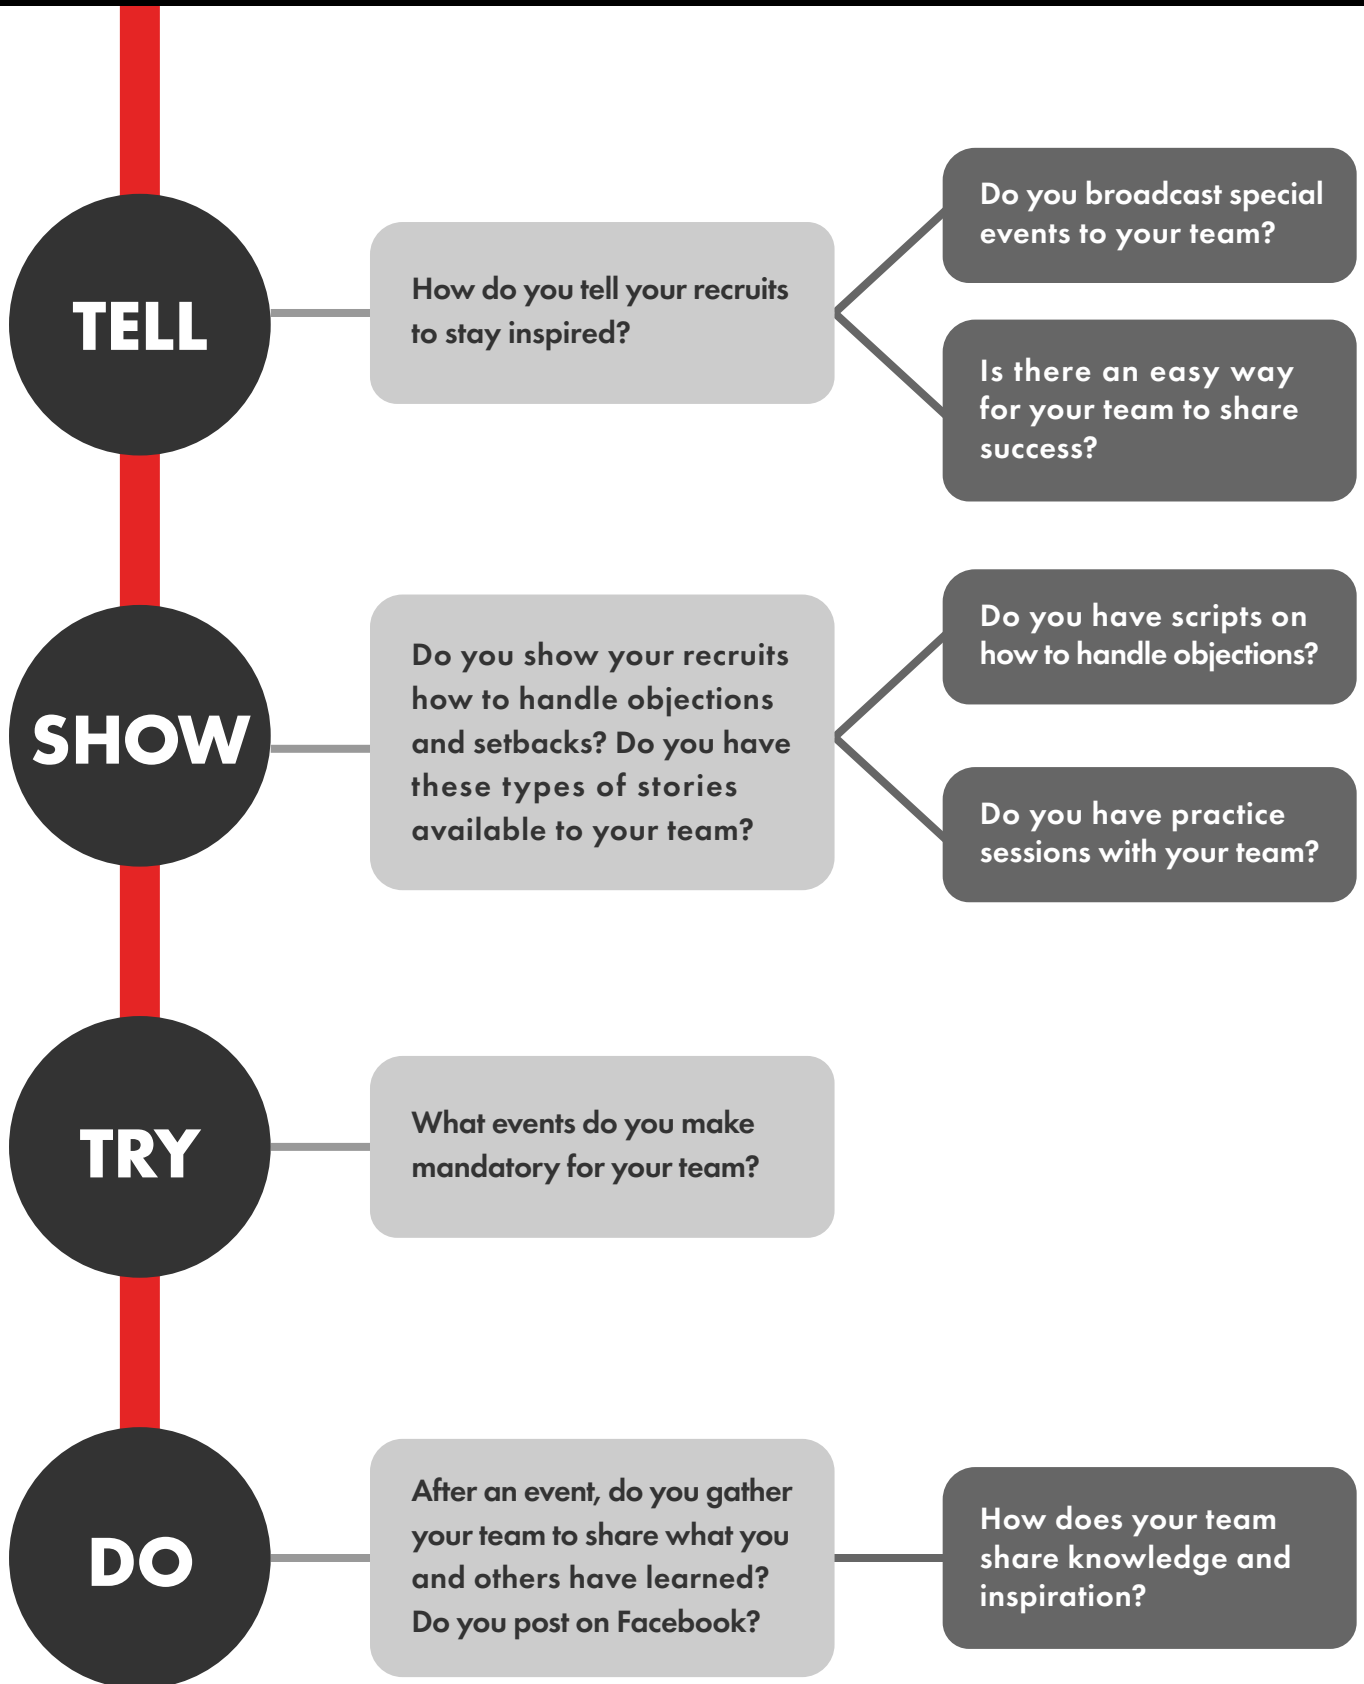 TELL
How do you tell your recruits
to stay inspired?
Do you broadcast special
events to your team?
Is there an easy way
for your team to share
success?
SHOW
Do you show your recruits
how to handle objections
and setbacks? Do you have
these types of stories
available to your team?
Do you have scripts on
how to handle objections?
Do you have practice
sessions with your team?
TRY
What events do you make
mandatory for your team?
DO
After an event, do you gather
your team to share what you
and others have learned?
Do you post on Facebook?
How does your team
share knowledge and
inspiration?